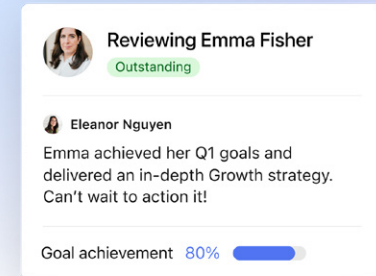 Reviewing Emma Fisher
Outstanding
Eleanor Nguyen
Emma achieved her Q1 goals and
delivered an in-depth Growth strategy.
Can’t wait to action it!
Goal achievement 80%